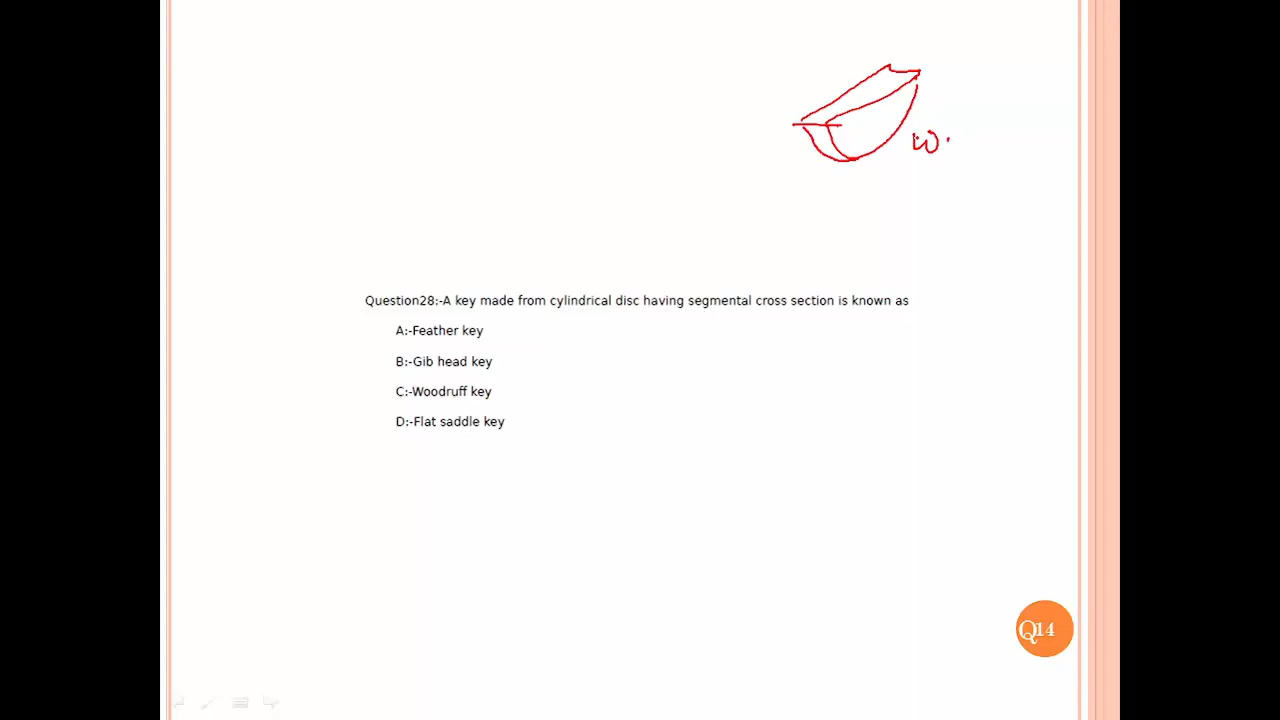 w.
Question28:-A key made from cylindrical disc having segmental cross section is known as
A:-Feather key
B:-Gib head key
C:-Woodruff key
D:-Flat saddle key
Q14